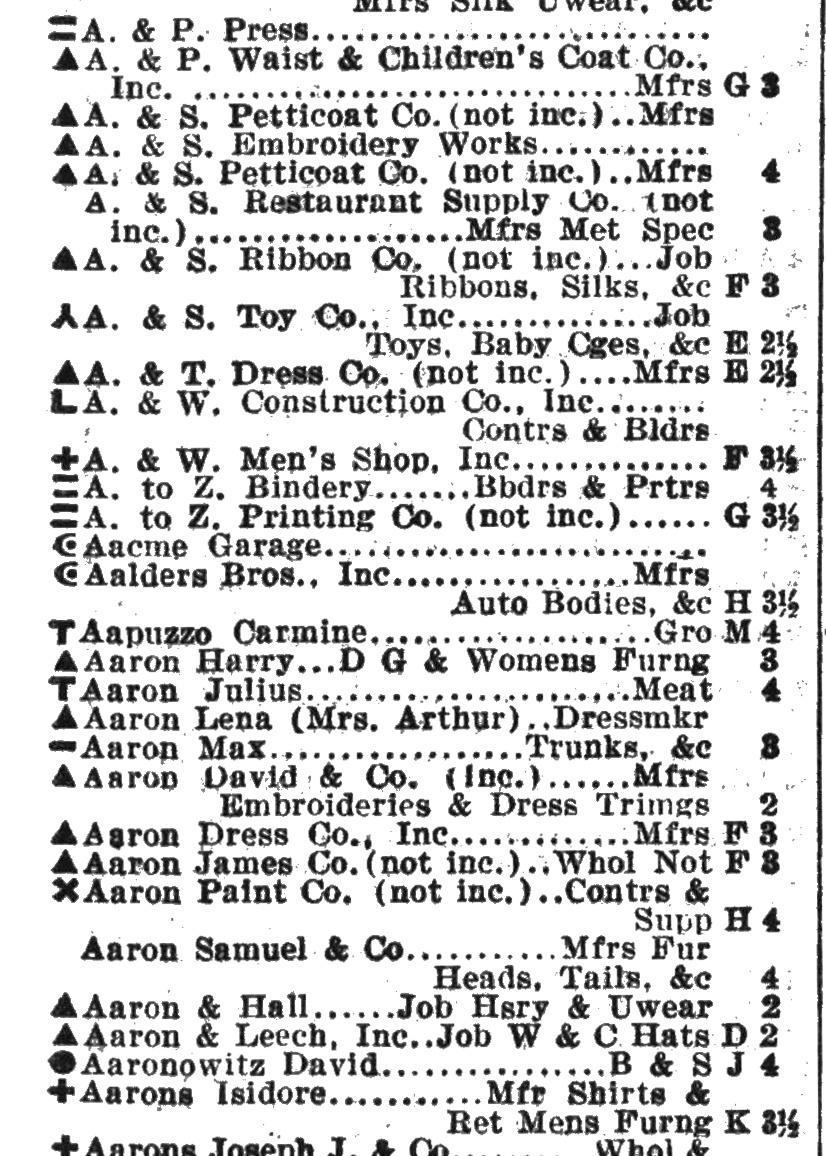 Mfrs Silk Uwear, &c
A. & P. Press
A. & P. Waist & Children's Coat Co.,
Inc. Mfrs G 3
A. & S. Petticoat Co. (not inc.)..Mfrs
A. & S. Embroidery Works
A. & S. Petticoat Co. (not inc.)..Mfrs 4
A. & S. Restaurant Supply Co. (not
inc.) Mfrs Met Spec 3
A. & S. Ribbon Co. (not inc.)...Job
Ribbons, Silks, &c F 3
A. & S. Toy Co., Inc. Job
Toys, Baby Cges, &c E 2½
A. & T. Dress Co. (not inc.)....Mfrs E 2½
L A. & W. Construction Co., Inc.
Contrs & Bldrs
+A. & W. Men's Shop, Inc. F 3½
=A. to Z. Bindery.......Bbdrs & Prtrs 4
=A. to Z. Printing Co. (not inc.)...... G 3½
Aacme Garage
Aalders Bros., Inc. Mfrs
Auto Bodies, &c H 3½
T Aapuzzo Carmine Gro M 4
▲Aaron Harry...D G & Womens Furng 3
T Aaron Julius Meat 4
▲Aaron Lena (Mrs. Arthur)..Dressmkr
Aaron Max Trunks, &c 3
▲Aaron David & Co. (Inc.)......Mfrs
Embroideries & Dress Trimgs 2
▲Aaron Dress Co., Inc. Mfrs F 3
▲Aaron James Co. (not inc.)..Whol Not F 3
✕Aaron Paint Co. (not inc.)..Contrs &
Supp H 4
Aaron Samuel & Co...........Mfrs Fur
Heads, Tails, &c 4
▲Aaron & Hall......Job Hsry & Uwear 2
▲Aaron & Leech, Inc..Job W & C Hats D 2
●Aaronowitz David B & S J 4
+Aarons Isidore...........Mfr Shirts &
Ret Mens Furng K 3½
+Aarons Joseph J. & Co. Whol &